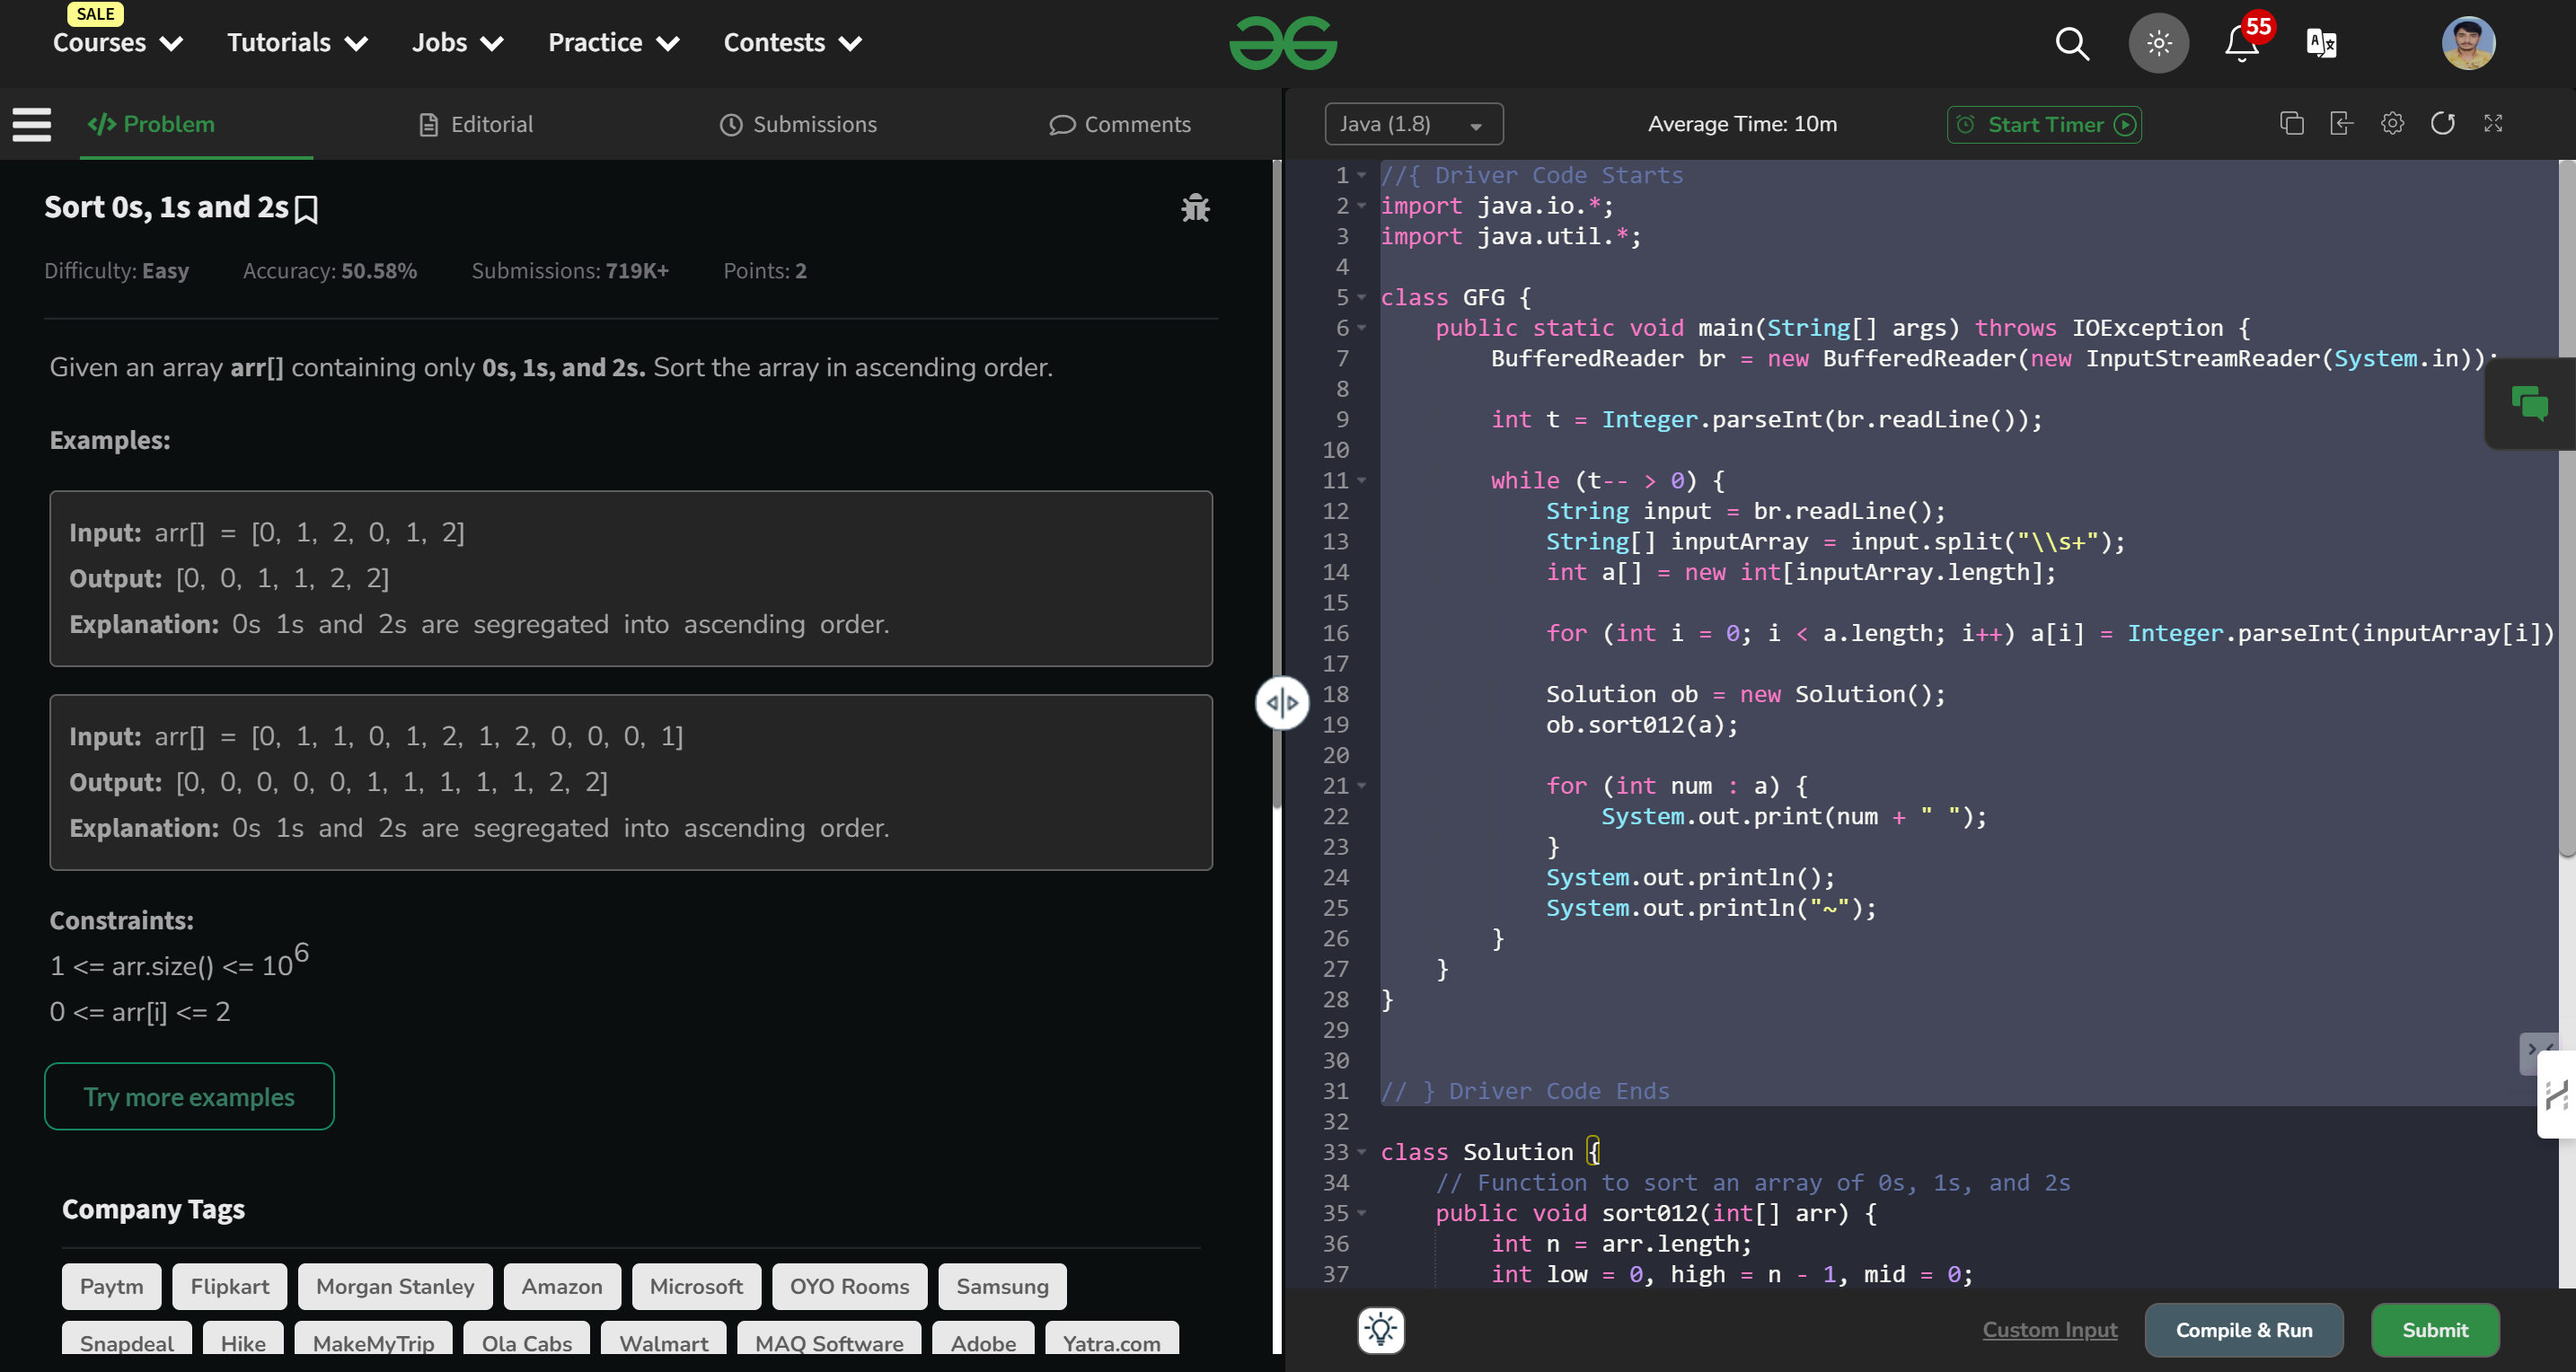 SALE
Courses Tutorials Jobs Practice Contests
55
Problem Editorial Submissions Comments
Sort 0s, 1s and 2s
Difficulty: Easy Accuracy: 50.58% Submissions: 719K+ Points: 2
Given an array arr[] containing only 0s, 1s, and 2s. Sort the array in ascending order.
Examples:
Input: arr[] = [0, 1, 2, 0, 1, 2]
Output: [0, 0, 1, 1, 2, 2]
Explanation: 0s 1s and 2s are segregated into ascending order.
Input: arr[] = [0, 1, 1, 0, 1, 2, 1, 2, 0, 0, 0, 1]
Output: [0, 0, 0, 0, 0, 1, 1, 1, 1, 1, 2, 2]
Explanation: 0s 1s and 2s are segregated into ascending order.
Constraints:
1 <= arr.size() <= 10^6
0 <= arr[i] <= 2
Try more examples
Company Tags
Paytm Flipkart Morgan Stanley Amazon Microsoft OYO Rooms Samsung
Snapdeal Hike MakeMyTrip Ola Cabs Walmart MAQ Software Adobe Yatra.com
Java (1.8) Average Time: 10m Start Timer
1 //{ Driver Code Starts
2 import java.io.*;
3 import java.util.*;
4
5 class GFG {
6 public static void main(String[] args) throws IOException {
7 BufferedReader br = new BufferedReader(new InputStreamReader(System.in));
8
9 int t = Integer.parseInt(br.readLine());
10
11 while (t-- > 0) {
12 String input = br.readLine();
13 String[] inputArray = input.split("\\s+");
14 int a[] = new int[inputArray.length];
15
16 for (int i = 0; i < a.length; i++) a[i] = Integer.parseInt(inputArray[i])
17
18 Solution ob = new Solution();
19 ob.sort012(a);
20
21 for (int num : a) {
22 System.out.print(num + " ");
23 }
24 System.out.println();
25 System.out.println("~");
26 }
27 }
28 }
29
30
31 // } Driver Code Ends
32
33 class Solution {
34 // Function to sort an array of 0s, 1s, and 2s
35 public void sort012(int[] arr) {
36 int n = arr.length;
37 int low = 0, high = n - 1, mid = 0;
Custom Input Compile & Run Submit